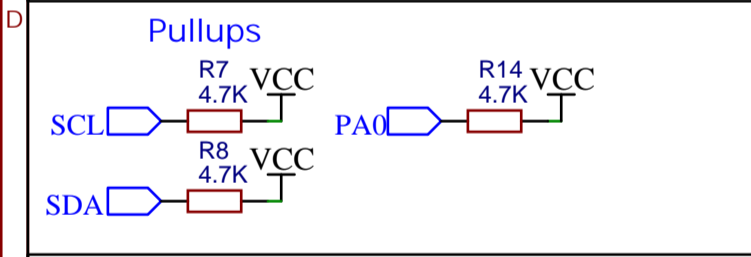 D
Pullups
R7
4.7K
VCC
SCL
R14
4.7K
VCC
PA0
R8
4.7K
VCC
SDA